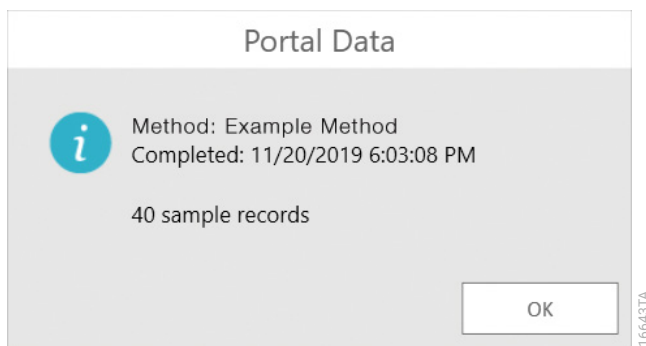 Portal Data
Method: Example Method
Completed: 11/20/2019 6:03:08 PM
40 sample records
OK
16643TA